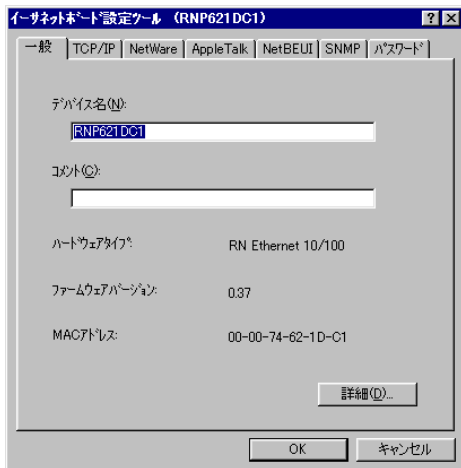 ｲｰｻﾈｯﾄﾎﾞｰﾄﾞ設定ﾂｰﾙ (RNP621DC1)
一般 TCP/IP NetWare AppleTalk NetBEUI SNMP ﾊﾟｽﾜｰﾄﾞ
ﾃﾞﾊﾞｲｽ名(N):
RNP621DC1
ｺﾒﾝﾄ(C):
ﾊｰﾄﾞｳｪｱﾀｲﾌﾟ: RN Ethernet 10/100
ﾌｧｰﾑｳｪｱﾊﾞｰｼﾞｮﾝ: 0.37
MACｱﾄﾞﾚｽ: 00-00-74-62-1D-C1
詳細(D)...
OK ｷｬﾝｾﾙ